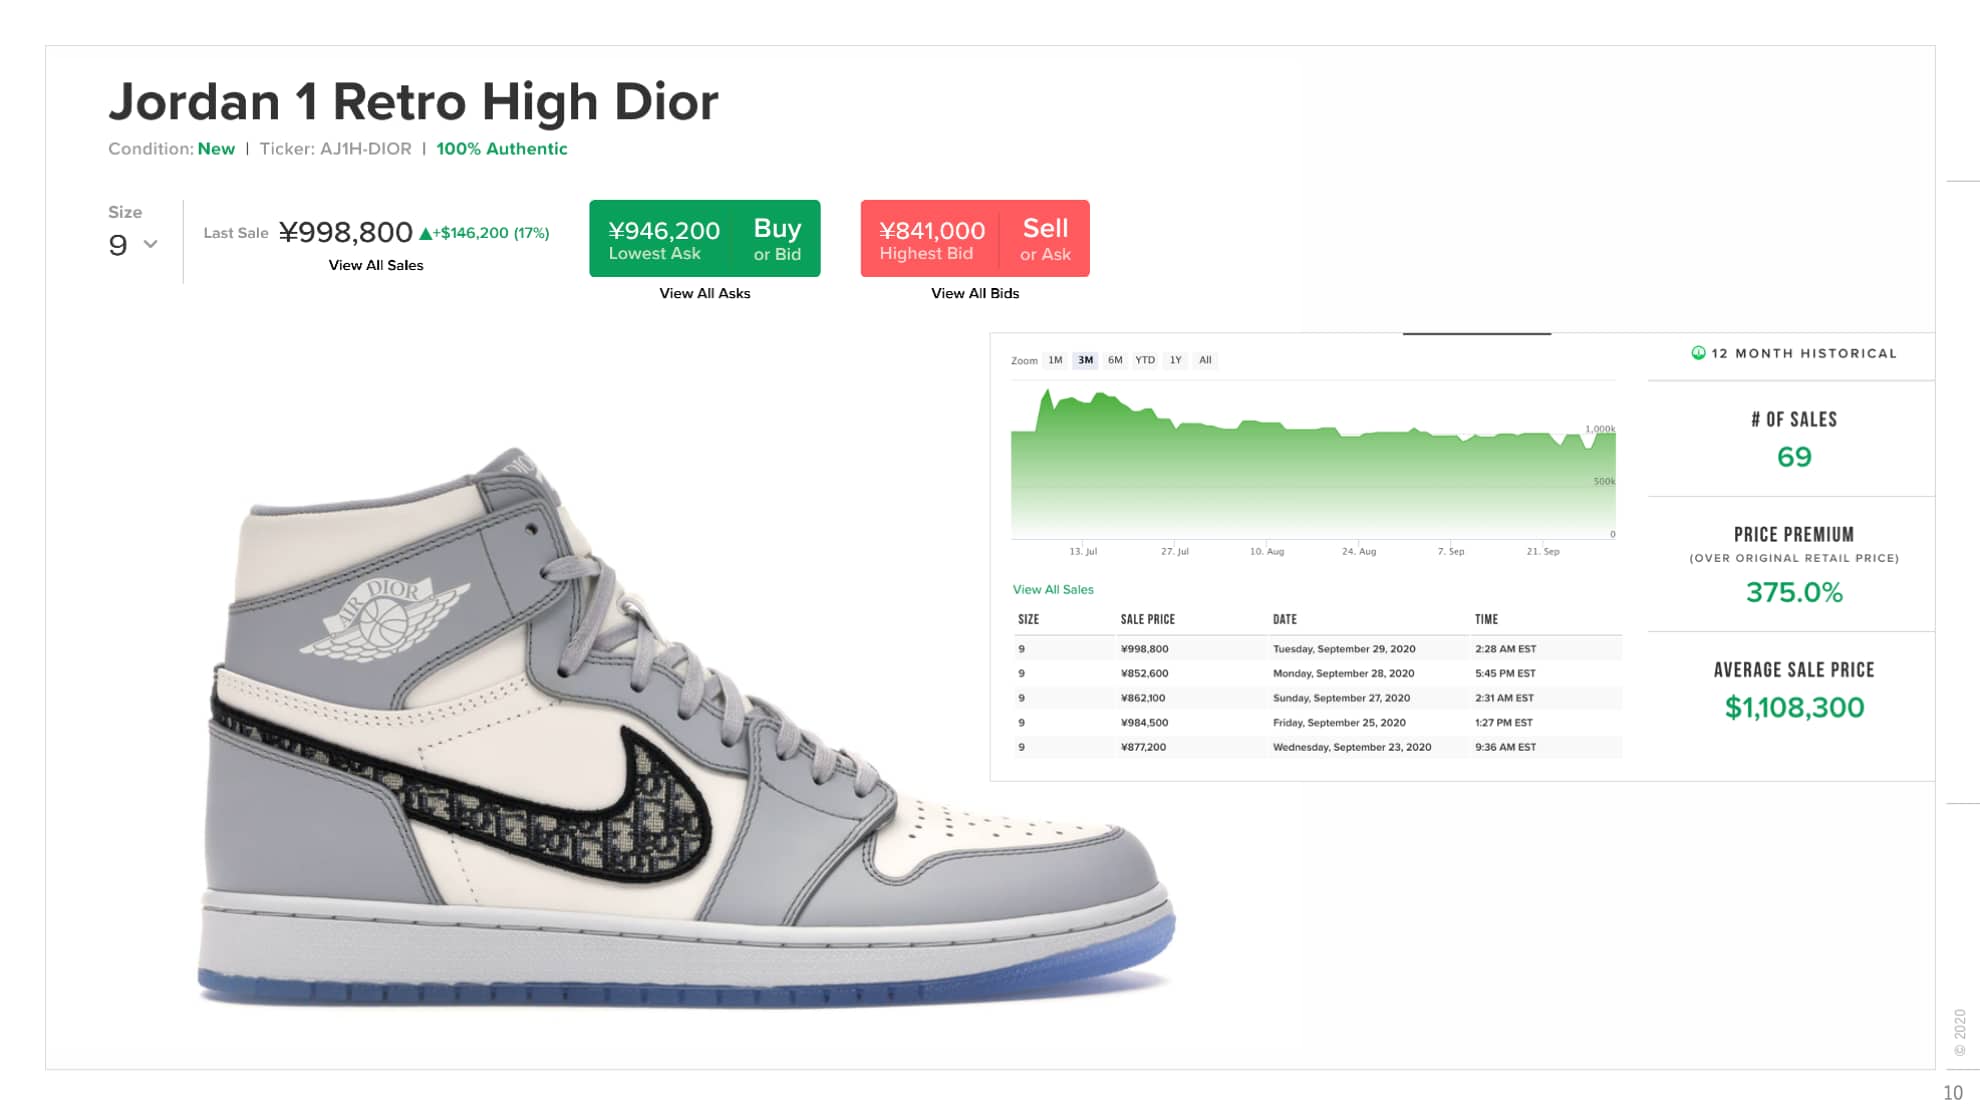 Jordan 1 Retro High Dior
Condition: New | Ticker: AJ1H-DIOR | 100% Authentic
Size
9
Last Sale ¥998,800 ▲+$146,200 (17%)
View All Sales
¥946,200 Buy
Lowest Ask or Bid
View All Asks
¥841,000 Sell
Highest Bid or Ask
View All Bids
Zoom 1M 3M 6M YTD 1Y All
1,000k
500k
0
13. Jul 27. Jul 10. Aug 24. Aug 7. Sep 21. Sep
View All Sales
SIZE SALE PRICE DATE TIME
9 ¥998,800 Tuesday, September 29, 2020 2:28 AM EST
9 ¥852,600 Monday, September 28, 2020 5:45 PM EST
9 ¥862,100 Sunday, September 27, 2020 2:31 AM EST
9 ¥984,500 Friday, September 25, 2020 1:27 PM EST
9 ¥877,200 Wednesday, September 23, 2020 9:36 AM EST
12 MONTH HISTORICAL
# OF SALES
69
PRICE PREMIUM
(OVER ORIGINAL RETAIL PRICE)
375.0%
AVERAGE SALE PRICE
$1,108,300
AIR DIOR
DIOR
© 2020
10